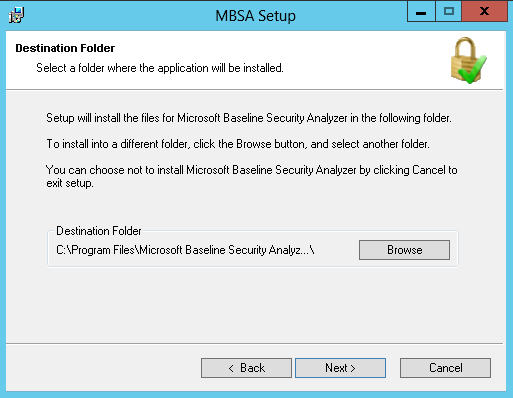 MBSA Setup
Destination Folder
Select a folder where the application will be installed.
Setup will install the files for Microsoft Baseline Security Analyzer in the following folder.
To install into a different folder, click the Browse button, and select another folder.
You can choose not to install Microsoft Baseline Security Analyzer by clicking Cancel to
exit setup.
Destination Folder
C:\Program Files\Microsoft Baseline Security Analyz...\
Browse
< Back
Next >
Cancel